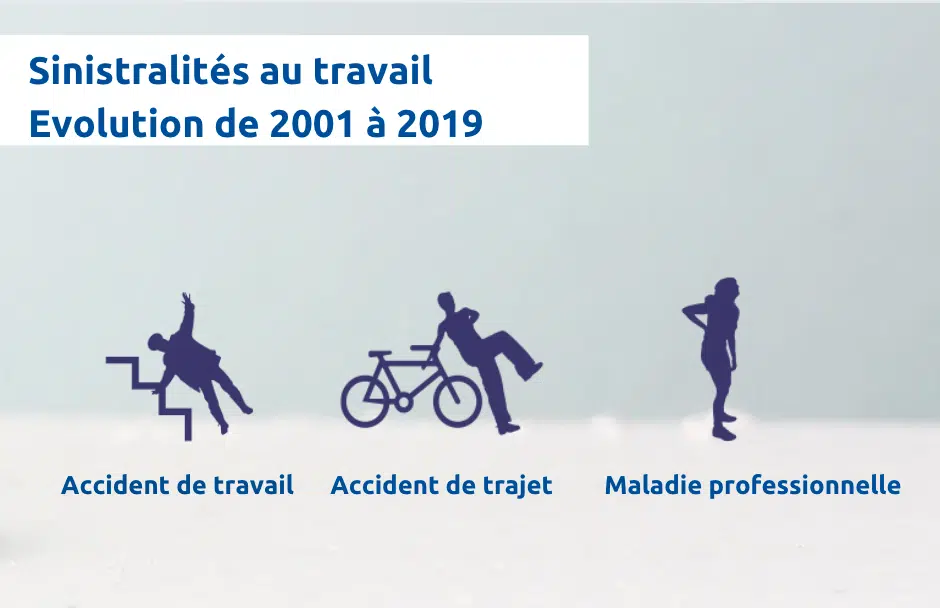 Sinistralités au travail
Evolution de 2001 à 2019
Accident de travail
Accident de trajet
Maladie professionnelle